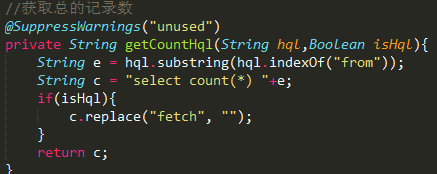 //获取总的记录数
@SuppressWarnings("unused")
private String getCountHql(String hql,Boolean isHql){
    String e = hql.substring(hql.indexOf("from"));
    String c = "select count(*) "+e;
    if(isHql){
        c.replace("fetch", "");
    }
    return c;
}